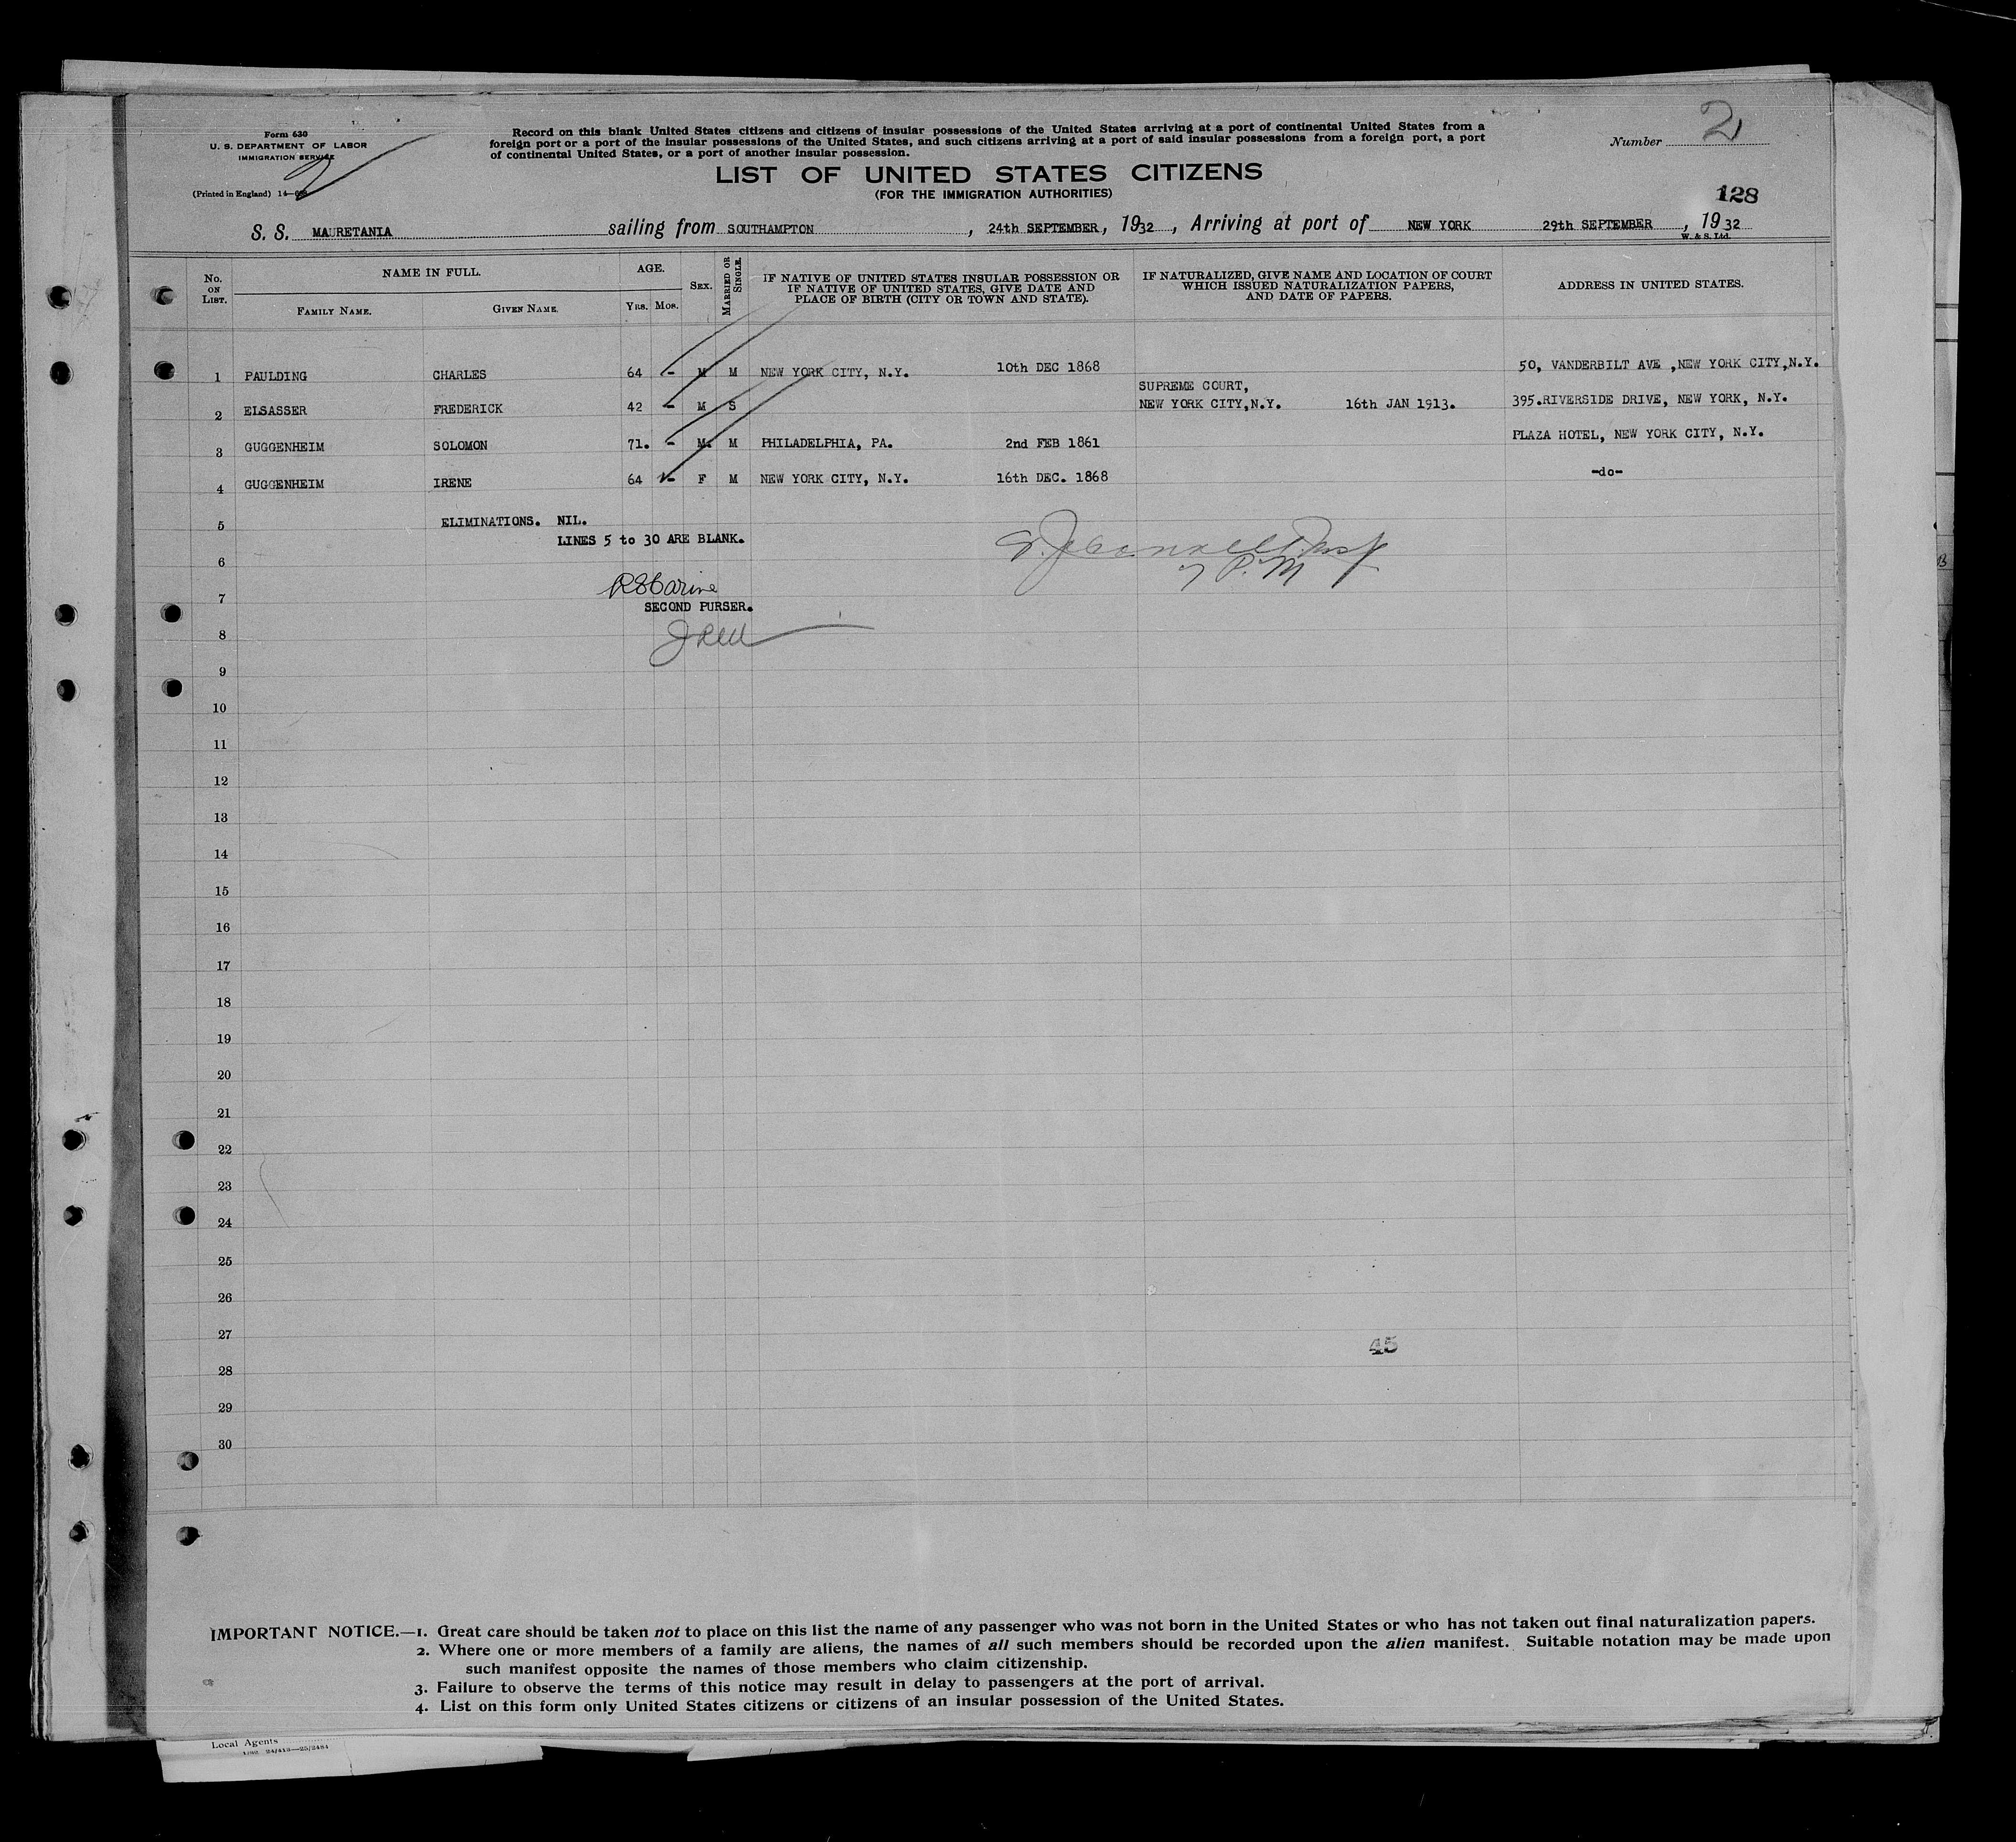 Form 630
U. S. DEPARTMENT OF LABOR
IMMIGRATION SERVICE
(Printed in England) 14—
Record on this blank United States citizens and citizens of insular possessions of the United States arriving at a port of continental United States from a
foreign port or a port of the insular possessions of the United States, and such citizens arriving at a port of said insular possessions from a foreign port, a port
of continental United States, or a port of another insular possession.
Number 2
LIST OF UNITED STATES CITIZENS
(FOR THE IMMIGRATION AUTHORITIES)
128
S. S. MAURETANIA sailing from SOUTHAMPTON, 24th SEPTEMBER, 1932, Arriving at port of NEW YORK 29th SEPTEMBER, 1932
W. & S. Ltd.
No. ON LIST. NAME IN FULL. FAMILY NAME. GIVEN NAME. AGE. YRS. MOS. SEX. MARRIED OR SINGLE. IF NATIVE OF UNITED STATES INSULAR POSSESSION OR IF NATIVE OF UNITED STATES, GIVE DATE AND PLACE OF BIRTH (CITY OR TOWN AND STATE). IF NATURALIZED, GIVE NAME AND LOCATION OF COURT WHICH ISSUED NATURALIZATION PAPERS, AND DATE OF PAPERS. ADDRESS IN UNITED STATES.
1 PAULDING CHARLES 64 - M M NEW YORK CITY, N.Y. 10th DEC 1868 50, VANDERBILT AVE ,NEW YORK CITY,N.Y.
SUPREME COURT,
2 ELSASSER FREDERICK 42 - M S NEW YORK CITY,N.Y. 16th JAN 1913. 395.RIVERSIDE DRIVE, NEW YORK, N.Y.
3 GUGGENHEIM SOLOMON 71. - M. M PHILADELPHIA, PA. 2nd FEB 1861 PLAZA HOTEL, NEW YORK CITY, N.Y.
4 GUGGENHEIM IRENE 64 - F M NEW YORK CITY, N.Y. 16th DEC. 1868 -do-
5 ELIMINATIONS. NIL.
LINES 5 to 30 ARE BLANK.
6
7 P.M
7
SECOND PURSER.
8
9
10
11
12
13
14
15
16
17
18
19
20
21
22
23
24
25
26
27
45
28
29
30
IMPORTANT NOTICE.—1. Great care should be taken not to place on this list the name of any passenger who was not born in the United States or who has not taken out final naturalization papers.
2. Where one or more members of a family are aliens, the names of all such members should be recorded upon the alien manifest. Suitable notation may be made upon
such manifest opposite the names of those members who claim citizenship.
3. Failure to observe the terms of this notice may result in delay to passengers at the port of arrival.
4. List on this form only United States citizens or citizens of an insular possession of the United States.
Local Agents